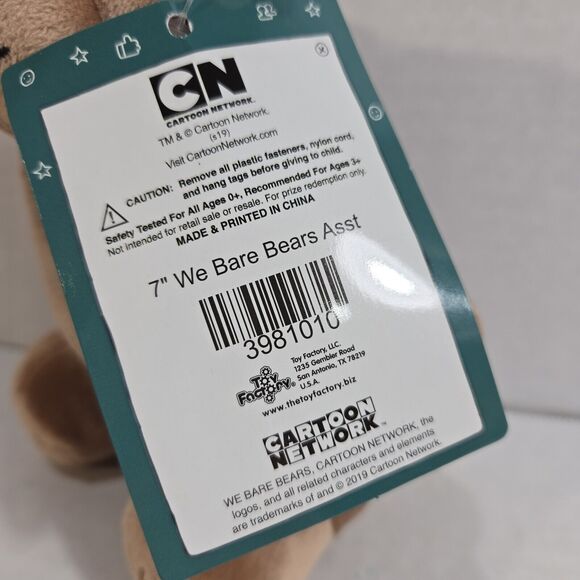 CN
CARTOON NETWORK
TM & © Cartoon Network.
(s19)
Visit CartoonNetwork.com
CAUTION: Remove all plastic fasteners, nylon cord,
and hang tags before giving to child.
Safety Tested For All Ages 0+, Recommended For Ages 3+
Not intended for retail sale or resale. For prize redemption only.
MADE & PRINTED IN CHINA
7" We Bare Bears Asst
3981010
Toy Factory
Toy Factory, LLC.
1235 Gembler Road
San Antonio, TX 78219
U.S.A.
www.thetoyfactory.biz
CARTOON
NETWORK™
WE BARE BEARS, CARTOON NETWORK, the
logos, and all related characters and elements
are trademarks of and © 2019 Cartoon Network.